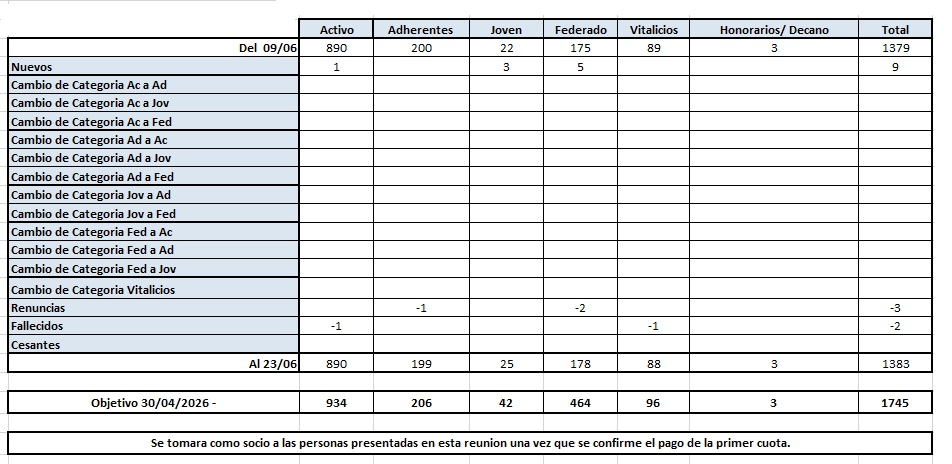 Activo Adherentes Joven Federado Vitalicios Honorarios/ Decano Total
Del 09/06 890 200 22 175 89 3 1379
Nuevos 1 3 5 9
Cambio de Categoria Ac a Ad
Cambio de Categoria Ac a Jov
Cambio de Categoria Ac a Fed
Cambio de Categoria Ad a Ac
Cambio de Categoria Ad a Jov
Cambio de Categoria Ad a Fed
Cambio de Categoria Jov a Ad
Cambio de Categoria Jov a Fed
Cambio de Categoria Fed a Ac
Cambio de Categoria Fed a Ad
Cambio de Categoria Fed a Jov
Cambio de Categoria Vitalicios
Renuncias -1 -2 -3
Fallecidos -1 -1 -2
Cesantes
Al 23/06 890 199 25 178 88 3 1383
Objetivo 30/04/2026 - 934 206 42 464 96 3 1745
Se tomara como socio a las personas presentadas en esta reunion una vez que se confirme el pago de la primer cuota.